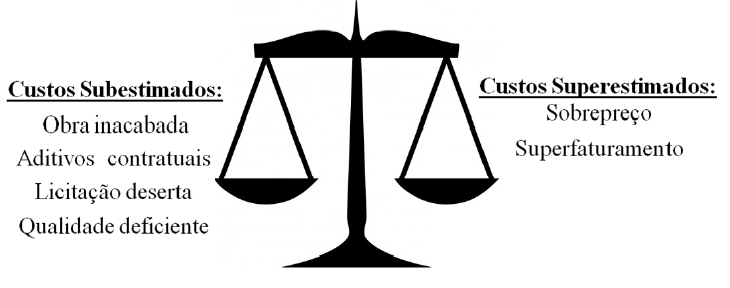 Custos Subestimados:
Obra inacabada
Aditivos contratuais
Licitação deserta
Qualidade deficiente
Custos Superestimados:
Sobrepreço
Superfaturamento